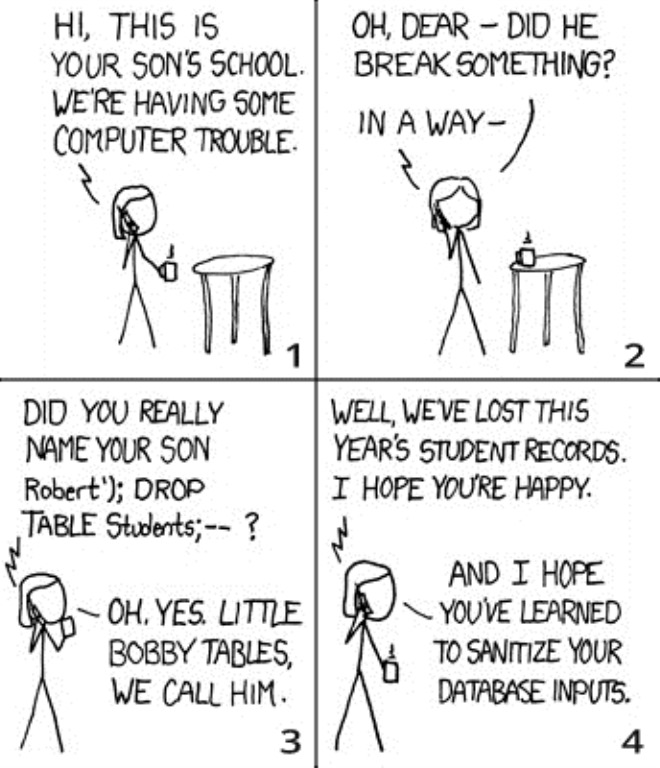 HI, THIS IS
YOUR SON'S SCHOOL.
WE'RE HAVING SOME
COMPUTER TROUBLE.
1
OH, DEAR – DID HE
BREAK SOMETHING?
IN A WAY–
2
DID YOU REALLY
NAME YOUR SON
Robert'); DROP
TABLE Students;-- ?
OH. YES. LITTLE
BOBBY TABLES,
WE CALL HIM.
3
WELL, WE'VE LOST THIS
YEAR'S STUDENT RECORDS.
I HOPE YOU'RE HAPPY.
AND I HOPE
YOU'VE LEARNED
TO SANITIZE YOUR
DATABASE INPUTS.
4